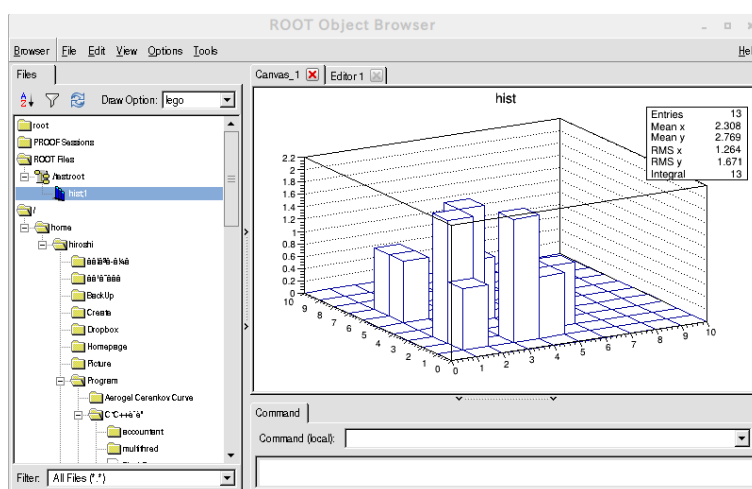 ROOT Object Browser
Browser File Edit View Options Tools
Files
Draw Option: lego
root
PROOF Sessions
ROOT Files
hist1
/
home
hiroshi
BackUp
Create
Dropbox
Homepage
Picture
Program
Aerogel Cerenkov Curve
accountant
multithred
Filter: All Files (*.*)
Canvas_1 Editor 1
hist
Entries 13
Mean x 2.308
Mean y 2.769
RMS x 1.264
RMS y 1.671
Integral 13
2.2
2
1.8
1.6
1.4
1.2
1
0.8
0.6
0.4
0.2
0
10 9 8 7 6 5 4 3 2 1 0
0 1 2 3 4 5 6 7 8 9 10
Command
Command (local):